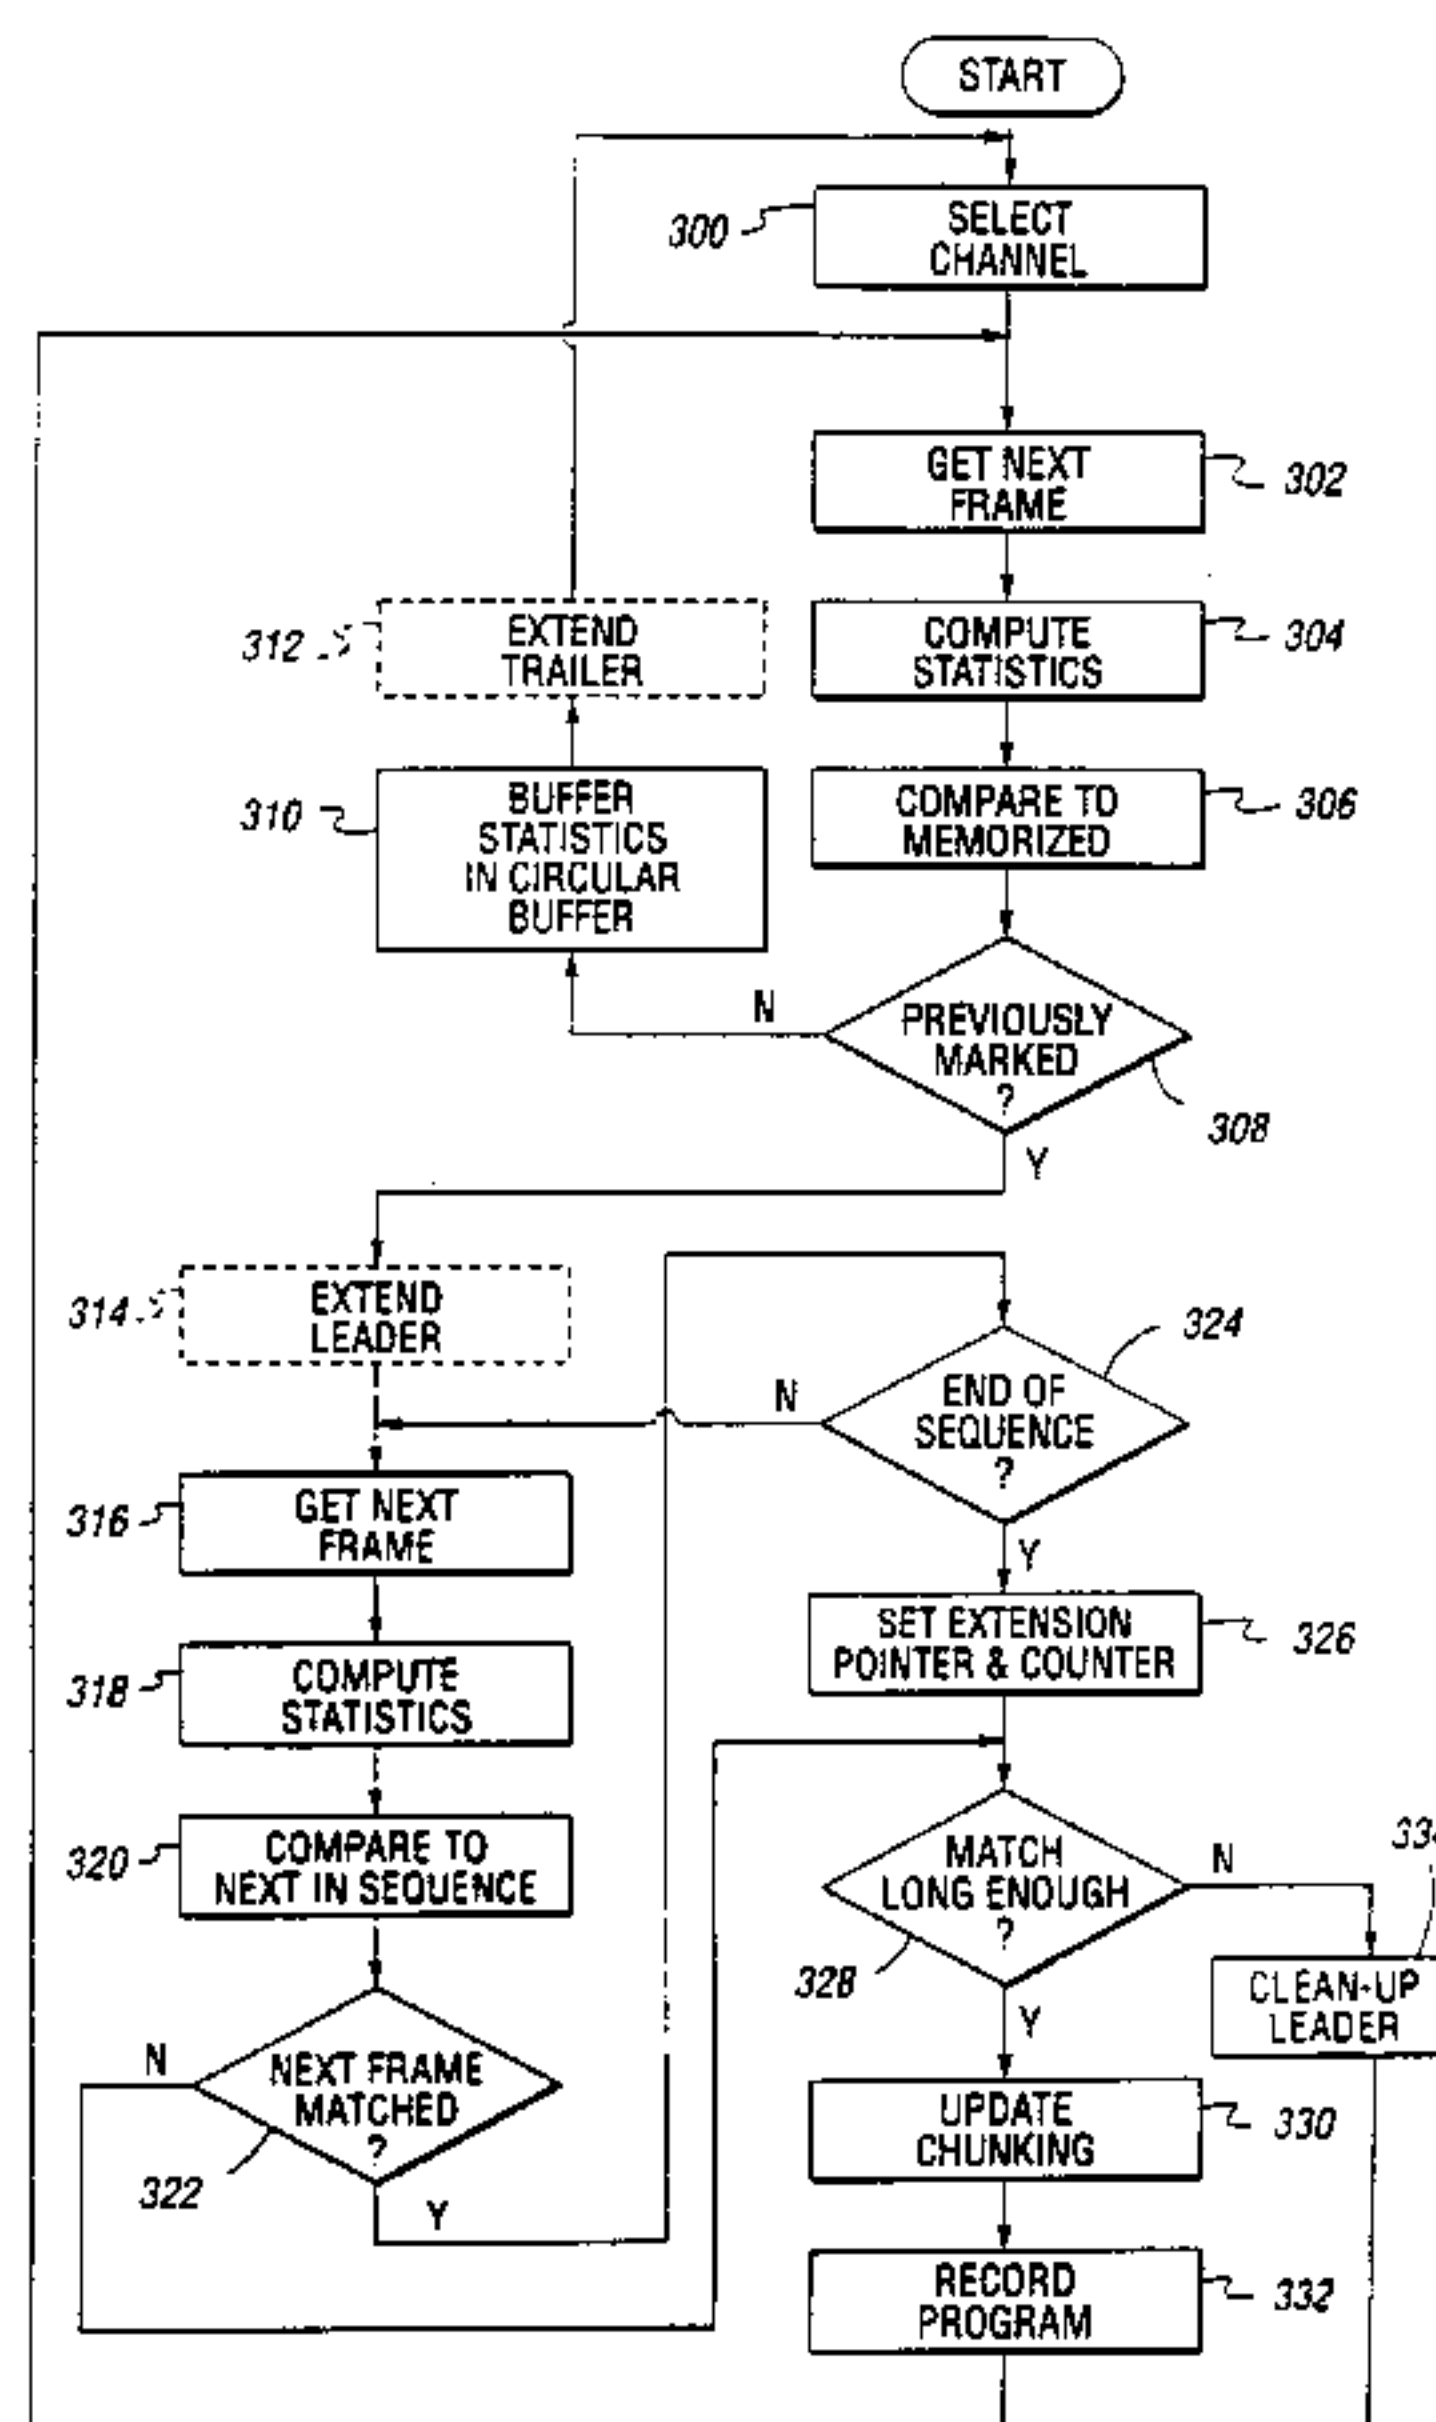 START
300
SELECT
CHANNEL
GET NEXT
FRAME
302
312
EXTEND
TRAILER
COMPUTE
STATISTICS
304
310
BUFFER
STATISTICS
IN CIRCULAR
BUFFER
COMPARE TO
MEMORIZED
306
N
PREVIOUSLY
MARKED
?
308
Y
314
EXTEND
LEADER
324
N
END OF
SEQUENCE
?
316
GET NEXT
FRAME
Y
SET EXTENSION
POINTER & COUNTER
326
318
COMPUTE
STATISTICS
320
COMPARE TO
NEXT IN SEQUENCE
MATCH
LONG ENOUGH
?
N
328
Y
CLEAN-UP
LEADER
N
NEXT FRAME
MATCHED
?
322
Y
UPDATE
CHUNKING
330
RECORD
PROGRAM
332